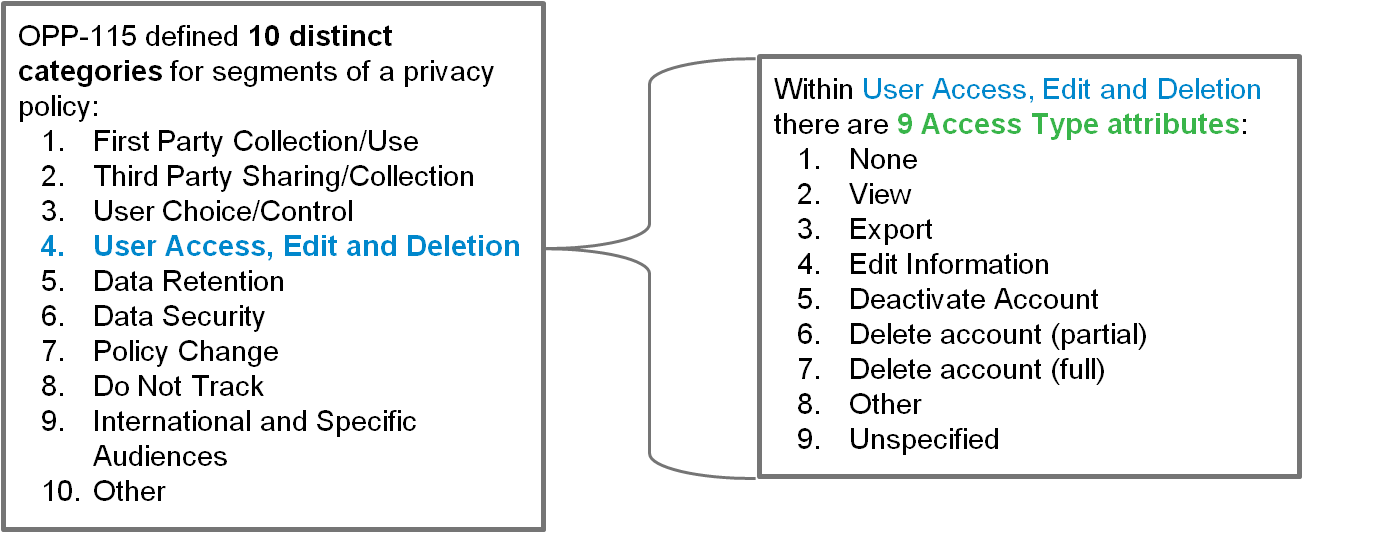 OPP-115 defined 10 distinct
categories for segments of a privacy
policy:
1. First Party Collection/Use
2. Third Party Sharing/Collection
3. User Choice/Control
4. User Access, Edit and Deletion
5. Data Retention
6. Data Security
7. Policy Change
8. Do Not Track
9. International and Specific
Audiences
10. Other
Within User Access, Edit and Deletion
there are 9 Access Type attributes:
1. None
2. View
3. Export
4. Edit Information
5. Deactivate Account
6. Delete account (partial)
7. Delete account (full)
8. Other
9. Unspecified